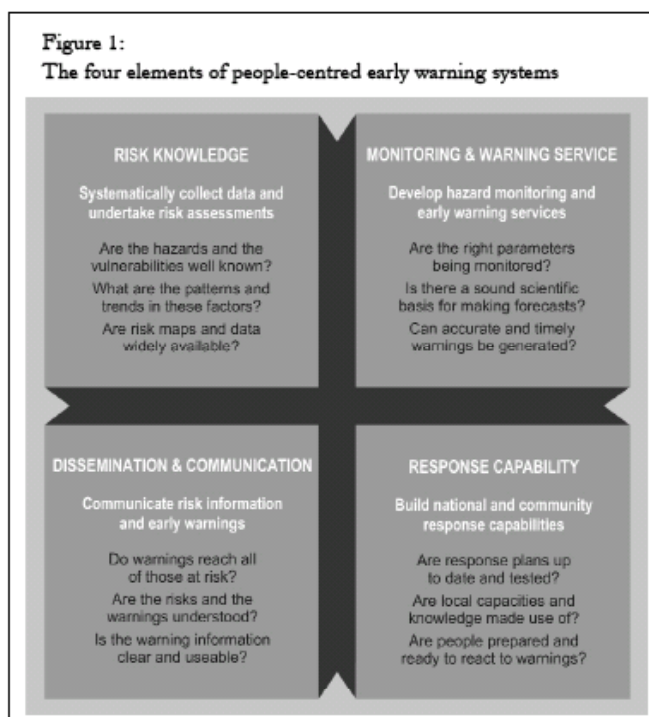 Figure 1:
The four elements of people-centred early warning systems
RISK KNOWLEDGE
Systematically collect data and
undertake risk assessments
Are the hazards and the
vulnerabilities well known?
What are the patterns and
trends in these factors?
Are risk maps and data
widely available?
MONITORING & WARNING SERVICE
Develop hazard monitoring and
early warning services
Are the right parameters
being monitored?
Is there a sound scientific
basis for making forecasts?
Can accurate and timely
warnings be generated?
DISSEMINATION & COMMUNICATION
Communicate risk information
and early warnings
Do warnings reach all
of those at risk?
Are the risks and the
warnings understood?
Is the warning information
clear and useable?
RESPONSE CAPABILITY
Build national and community
response capabilities
Are response plans up
to date and tested?
Are local capacities and
knowledge made use of?
Are people prepared and
ready to react to warnings?